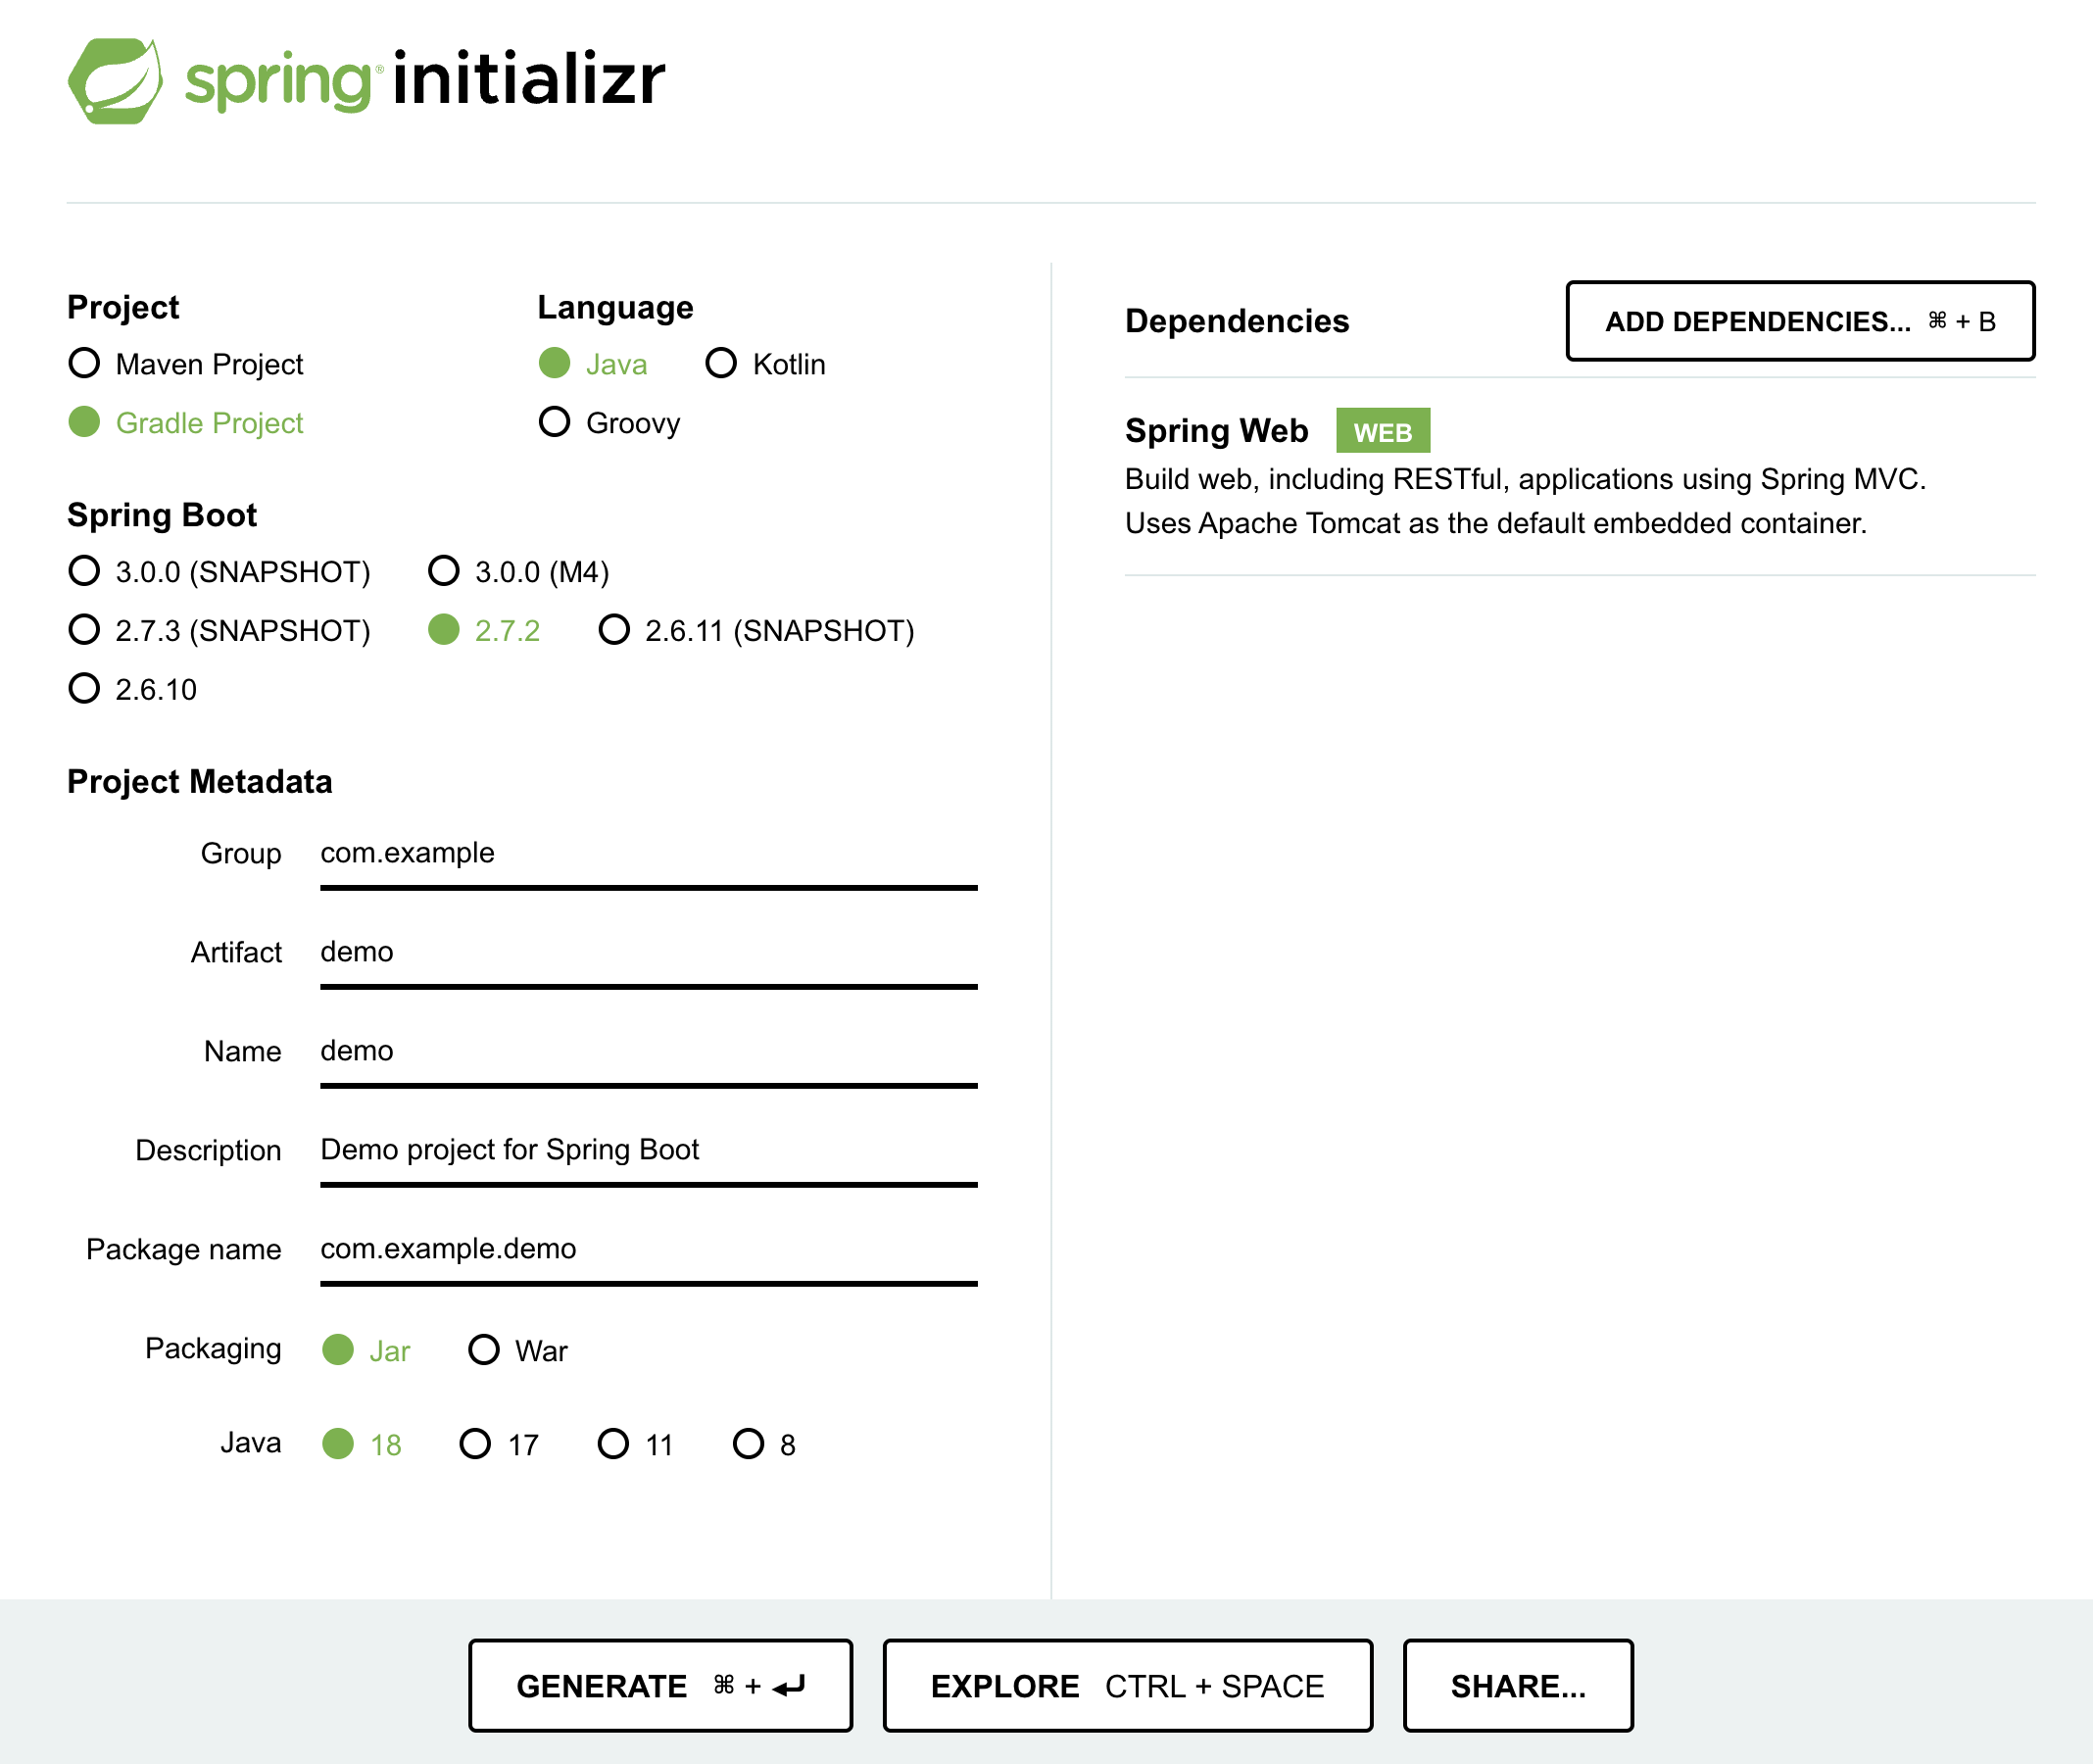 spring® initializr
Project
Maven Project
Gradle Project
Language
Java Kotlin
Groovy
Spring Boot
3.0.0 (SNAPSHOT) 3.0.0 (M4)
2.7.3 (SNAPSHOT) 2.7.2 2.6.11 (SNAPSHOT)
2.6.10
Project Metadata
Group com.example
Artifact demo
Name demo
Description Demo project for Spring Boot
Package name com.example.demo
Packaging Jar War
Java 18 17 11 8
Dependencies ADD DEPENDENCIES... ⌘ + B
Spring Web WEB
Build web, including RESTful, applications using Spring MVC.
Uses Apache Tomcat as the default embedded container.
GENERATE ⌘ + ⏎ EXPLORE CTRL + SPACE SHARE...